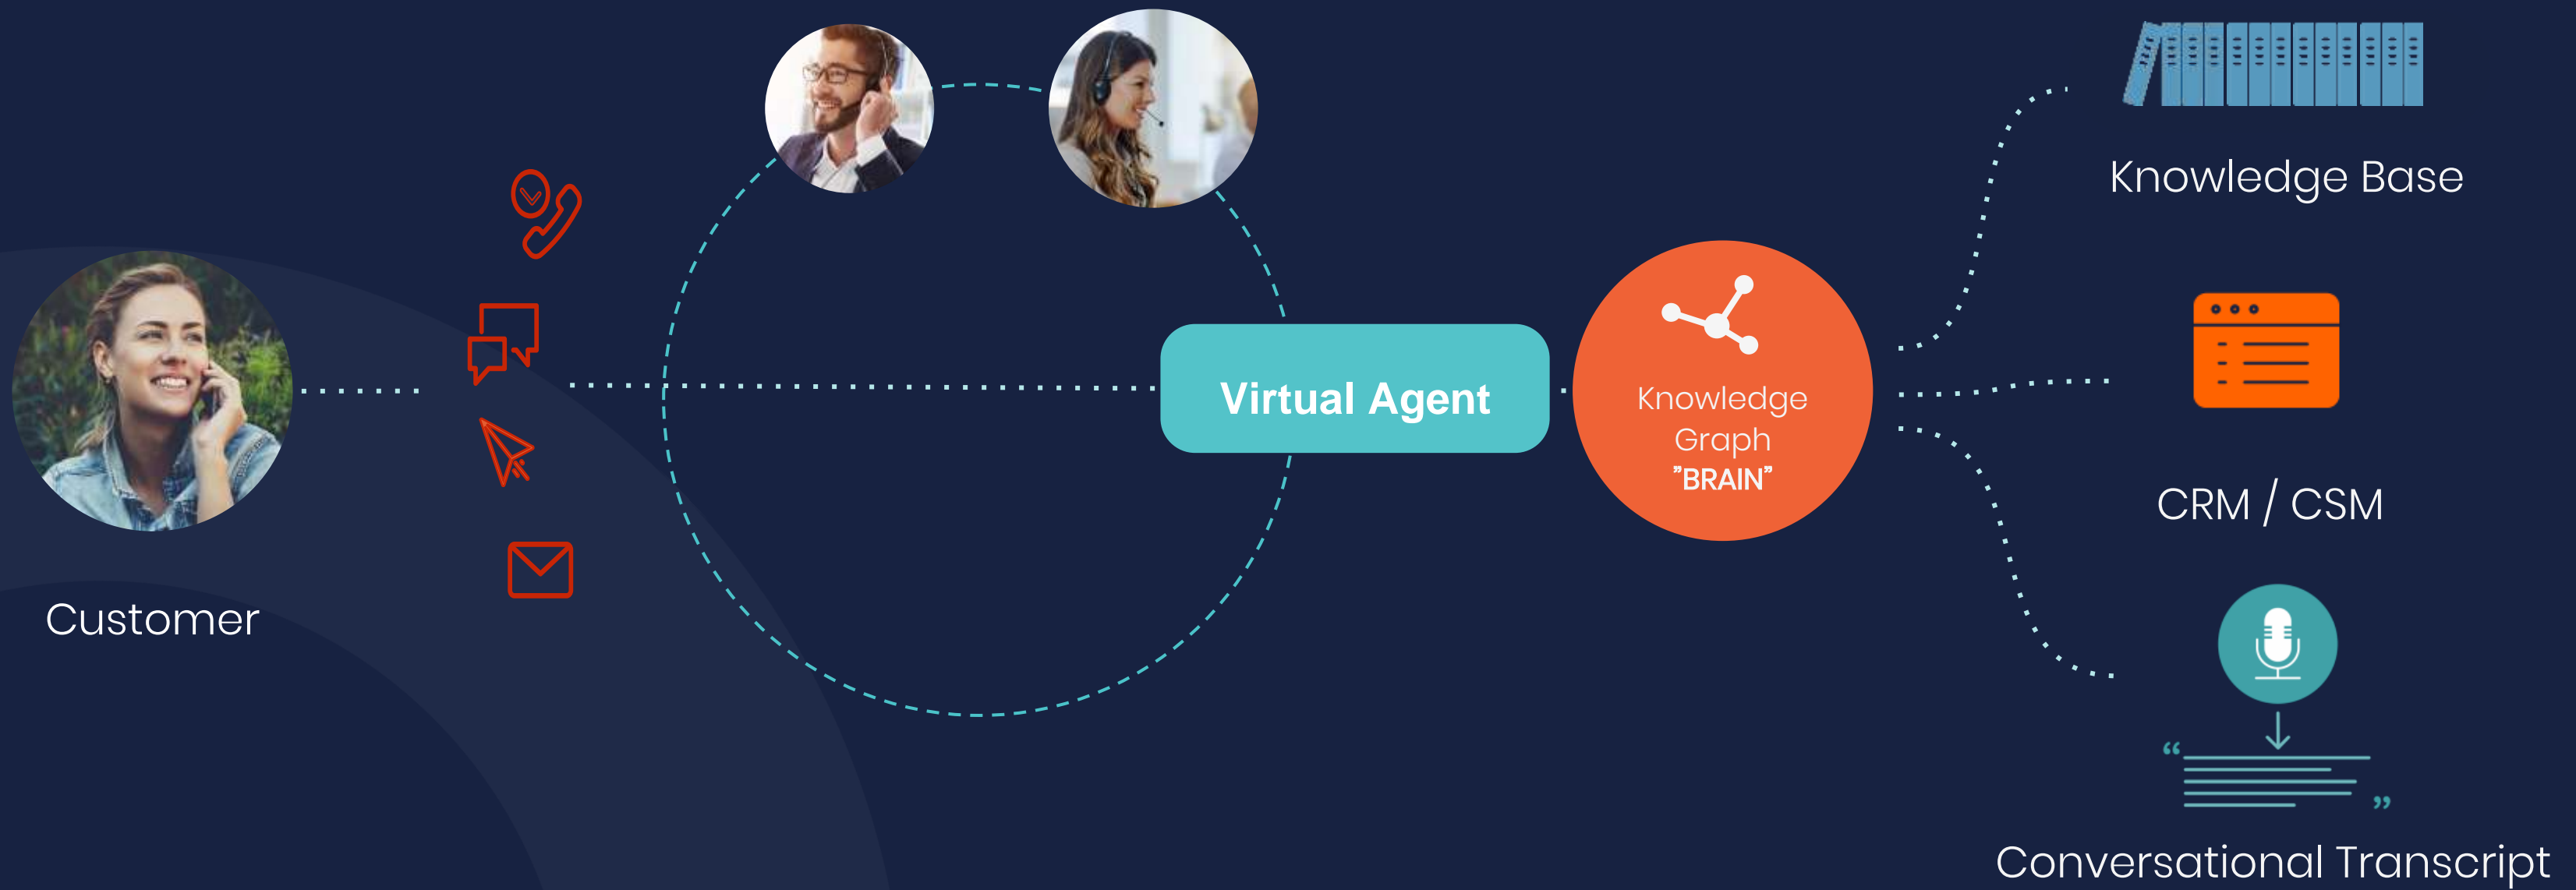 Knowledge Base
Virtual Agent
Knowledge
Graph
”BRAIN”
CRM / CSM
Customer
“
”
Conversational Transcript